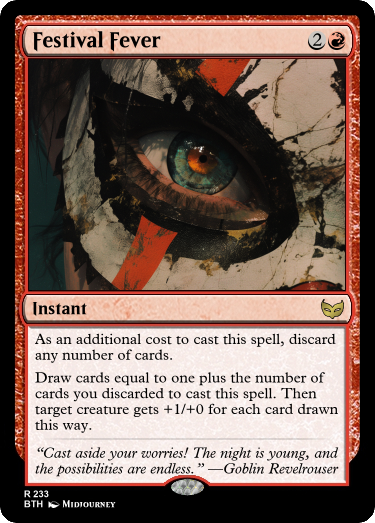 Festival Fever 2
Instant
As an additional cost to cast this spell, discard
any number of cards.
Draw cards equal to one plus the number of
cards you discarded to cast this spell. Then
target creature gets +1/+0 for each card drawn
this way.
“Cast aside your worries! The night is young, and
the possibilities are endless.” —Goblin Revelrouser
R 233
BTH Midjourney